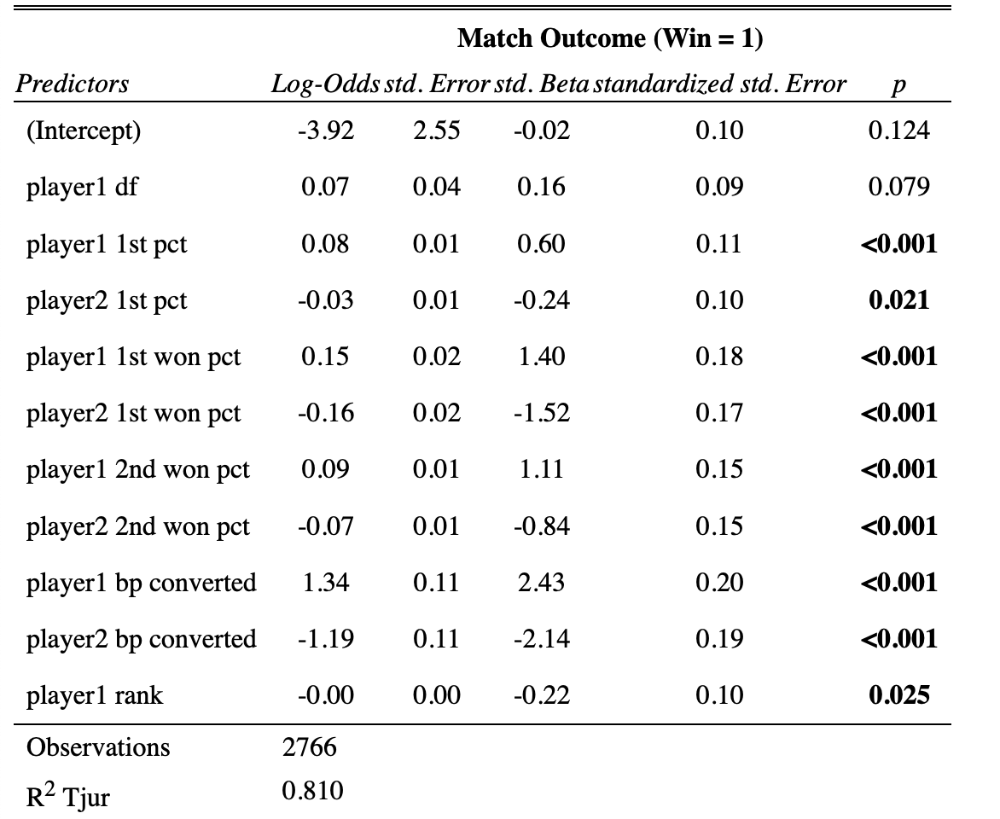 Match Outcome (Win = 1)
Predictors Log-Odds std. Error std. Beta standardized std. Error p
(Intercept) -3.92 2.55 -0.02 0.10 0.124
player1 df 0.07 0.04 0.16 0.09 0.079
player1 1st pct 0.08 0.01 0.60 0.11 <0.001
player2 1st pct -0.03 0.01 -0.24 0.10 0.021
player1 1st won pct 0.15 0.02 1.40 0.18 <0.001
player2 1st won pct -0.16 0.02 -1.52 0.17 <0.001
player1 2nd won pct 0.09 0.01 1.11 0.15 <0.001
player2 2nd won pct -0.07 0.01 -0.84 0.15 <0.001
player1 bp converted 1.34 0.11 2.43 0.20 <0.001
player2 bp converted -1.19 0.11 -2.14 0.19 <0.001
player1 rank -0.00 0.00 -0.22 0.10 0.025
Observations 2766
R² Tjur 0.810